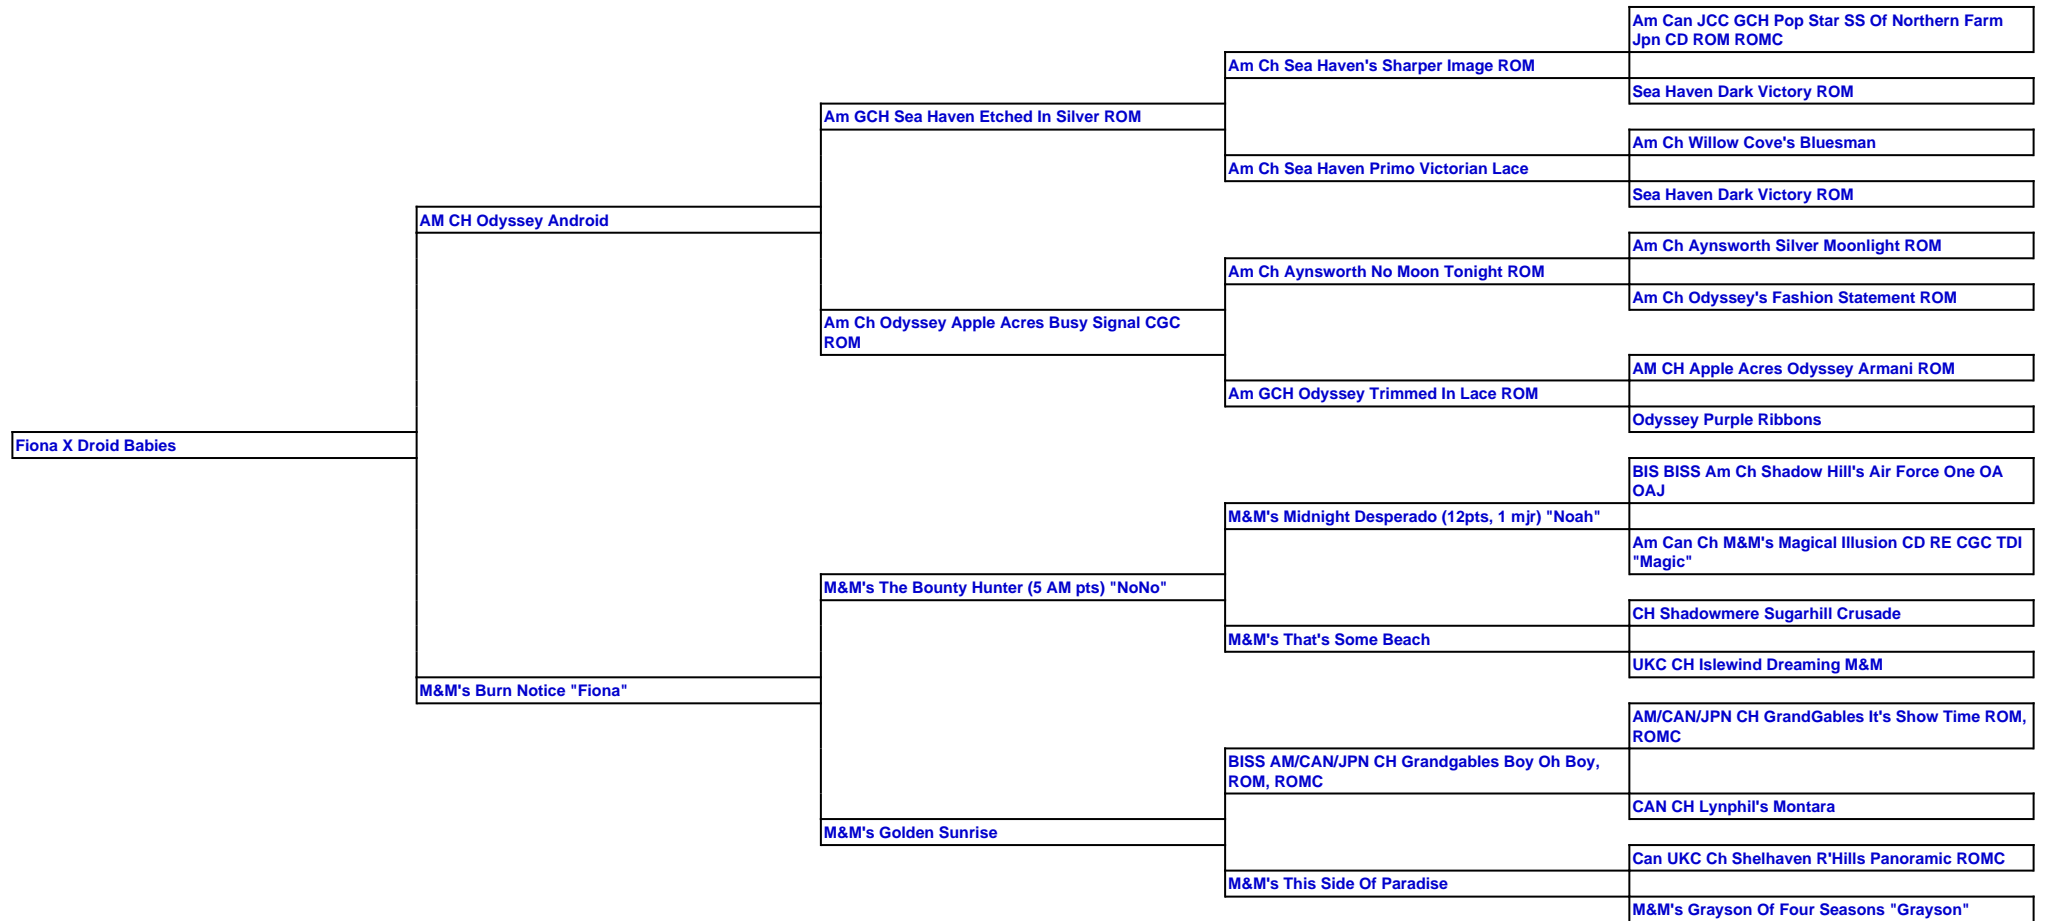 Am Can JCC GCH Pop Star SS Of Northern Farm
Jpn CD ROM ROMC
Am Ch Sea Haven's Sharper Image ROM
Sea Haven Dark Victory ROM
Am GCH Sea Haven Etched In Silver ROM
Am Ch Willow Cove's Bluesman
Am Ch Sea Haven Primo Victorian Lace
Sea Haven Dark Victory ROM
AM CH Odyssey Android
Am Ch Aynsworth Silver Moonlight ROM
Am Ch Aynsworth No Moon Tonight ROM
Am Ch Odyssey's Fashion Statement ROM
Am Ch Odyssey Apple Acres Busy Signal CGC
ROM
AM CH Apple Acres Odyssey Armani ROM
Am GCH Odyssey Trimmed In Lace ROM
Odyssey Purple Ribbons
Fiona X Droid Babies
BIS BISS Am Ch Shadow Hill's Air Force One OA
OAJ
M&M's Midnight Desperado (12pts, 1 mjr) "Noah"
Am Can Ch M&M's Magical Illusion CD RE CGC TDI
"Magic"
M&M's The Bounty Hunter (5 AM pts) "NoNo"
CH Shadowmere Sugarhill Crusade
M&M's That's Some Beach
UKC CH Islewind Dreaming M&M
M&M's Burn Notice "Fiona"
AM/CAN/JPN CH GrandGables It's Show Time ROM,
ROMC
BISS AM/CAN/JPN CH Grandgables Boy Oh Boy,
ROM, ROMC
CAN CH Lynphil's Montara
M&M's Golden Sunrise
Can UKC Ch Shelhaven R'Hills Panoramic ROMC
M&M's This Side Of Paradise
M&M's Grayson Of Four Seasons "Grayson"